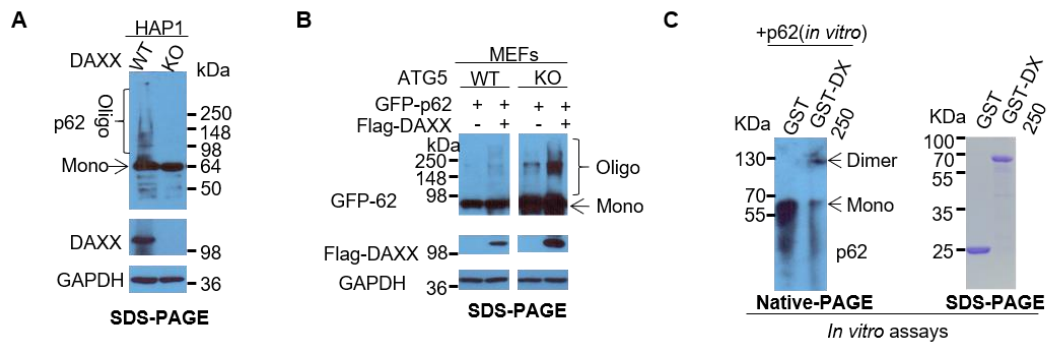 A
HAP1
DAXX WT KO
kDa
p62 Oligo
250
148
98
Mono 64
50
DAXX 98
GAPDH 36
SDS-PAGE
B
MEFs
ATG5 WT KO
GFP-p62 + + + +
Flag-DAXX - + - +
kDa
250 Oligo
148
98
GFP-62 Mono
Flag-DAXX 98
GAPDH
36
SDS-PAGE
C
+p62(in vitro)
KDa GST GST-DX 250
130 Dimer
70 Mono
55
p62
Native-PAGE
KDa GST GST-DX 250
100
70
55
35
25
SDS-PAGE
In vitro assays